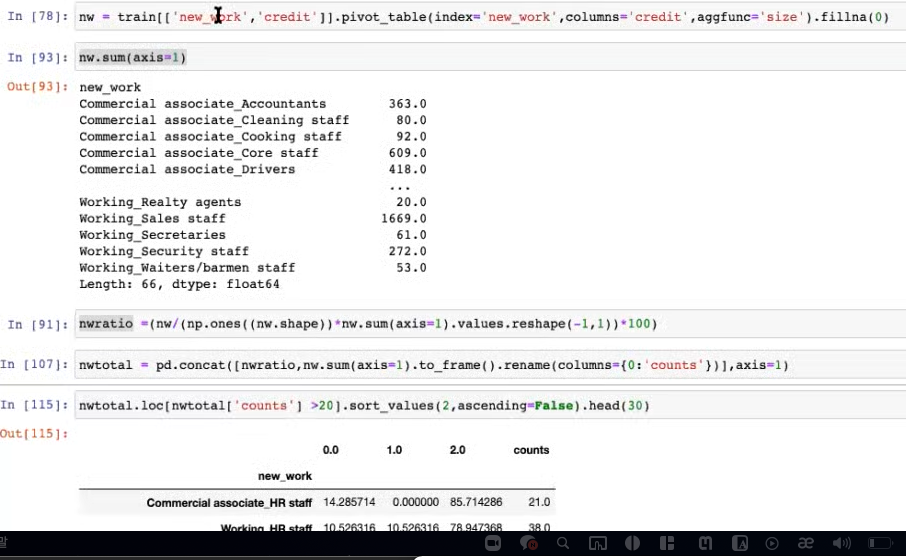 In [78]: nw = train[['new_work','credit']].pivot_table(index='new_work',columns='credit',aggfunc='size').fillna(0)
In [93]: nw.sum(axis=1)
Out[93]: new_work
Commercial associate_Accountants 363.0
Commercial associate_Cleaning staff 80.0
Commercial associate_Cooking staff 92.0
Commercial associate_Core staff 609.0
Commercial associate_Drivers 418.0
...
Working_Realty agents 20.0
Working_Sales staff 1669.0
Working_Secretaries 61.0
Working_Security staff 272.0
Working_Waiters/barmen staff 53.0
Length: 66, dtype: float64
In [91]: nwratio =(nw/(np.ones((nw.shape))*nw.sum(axis=1).values.reshape(-1,1))*100)
In [107]: nwtotal = pd.concat([nwratio,nw.sum(axis=1).to_frame().rename(columns={0:'counts'})],axis=1)
In [115]: nwtotal.loc[nwtotal['counts'] >20].sort_values(2,ascending=False).head(30)
Out[115]:
0.0 1.0 2.0 counts
new_work
Commercial associate_HR staff 14.285714 0.000000 85.714286 21.0
Working_HR staff 10.526316 10.526316 78.947368 38.0